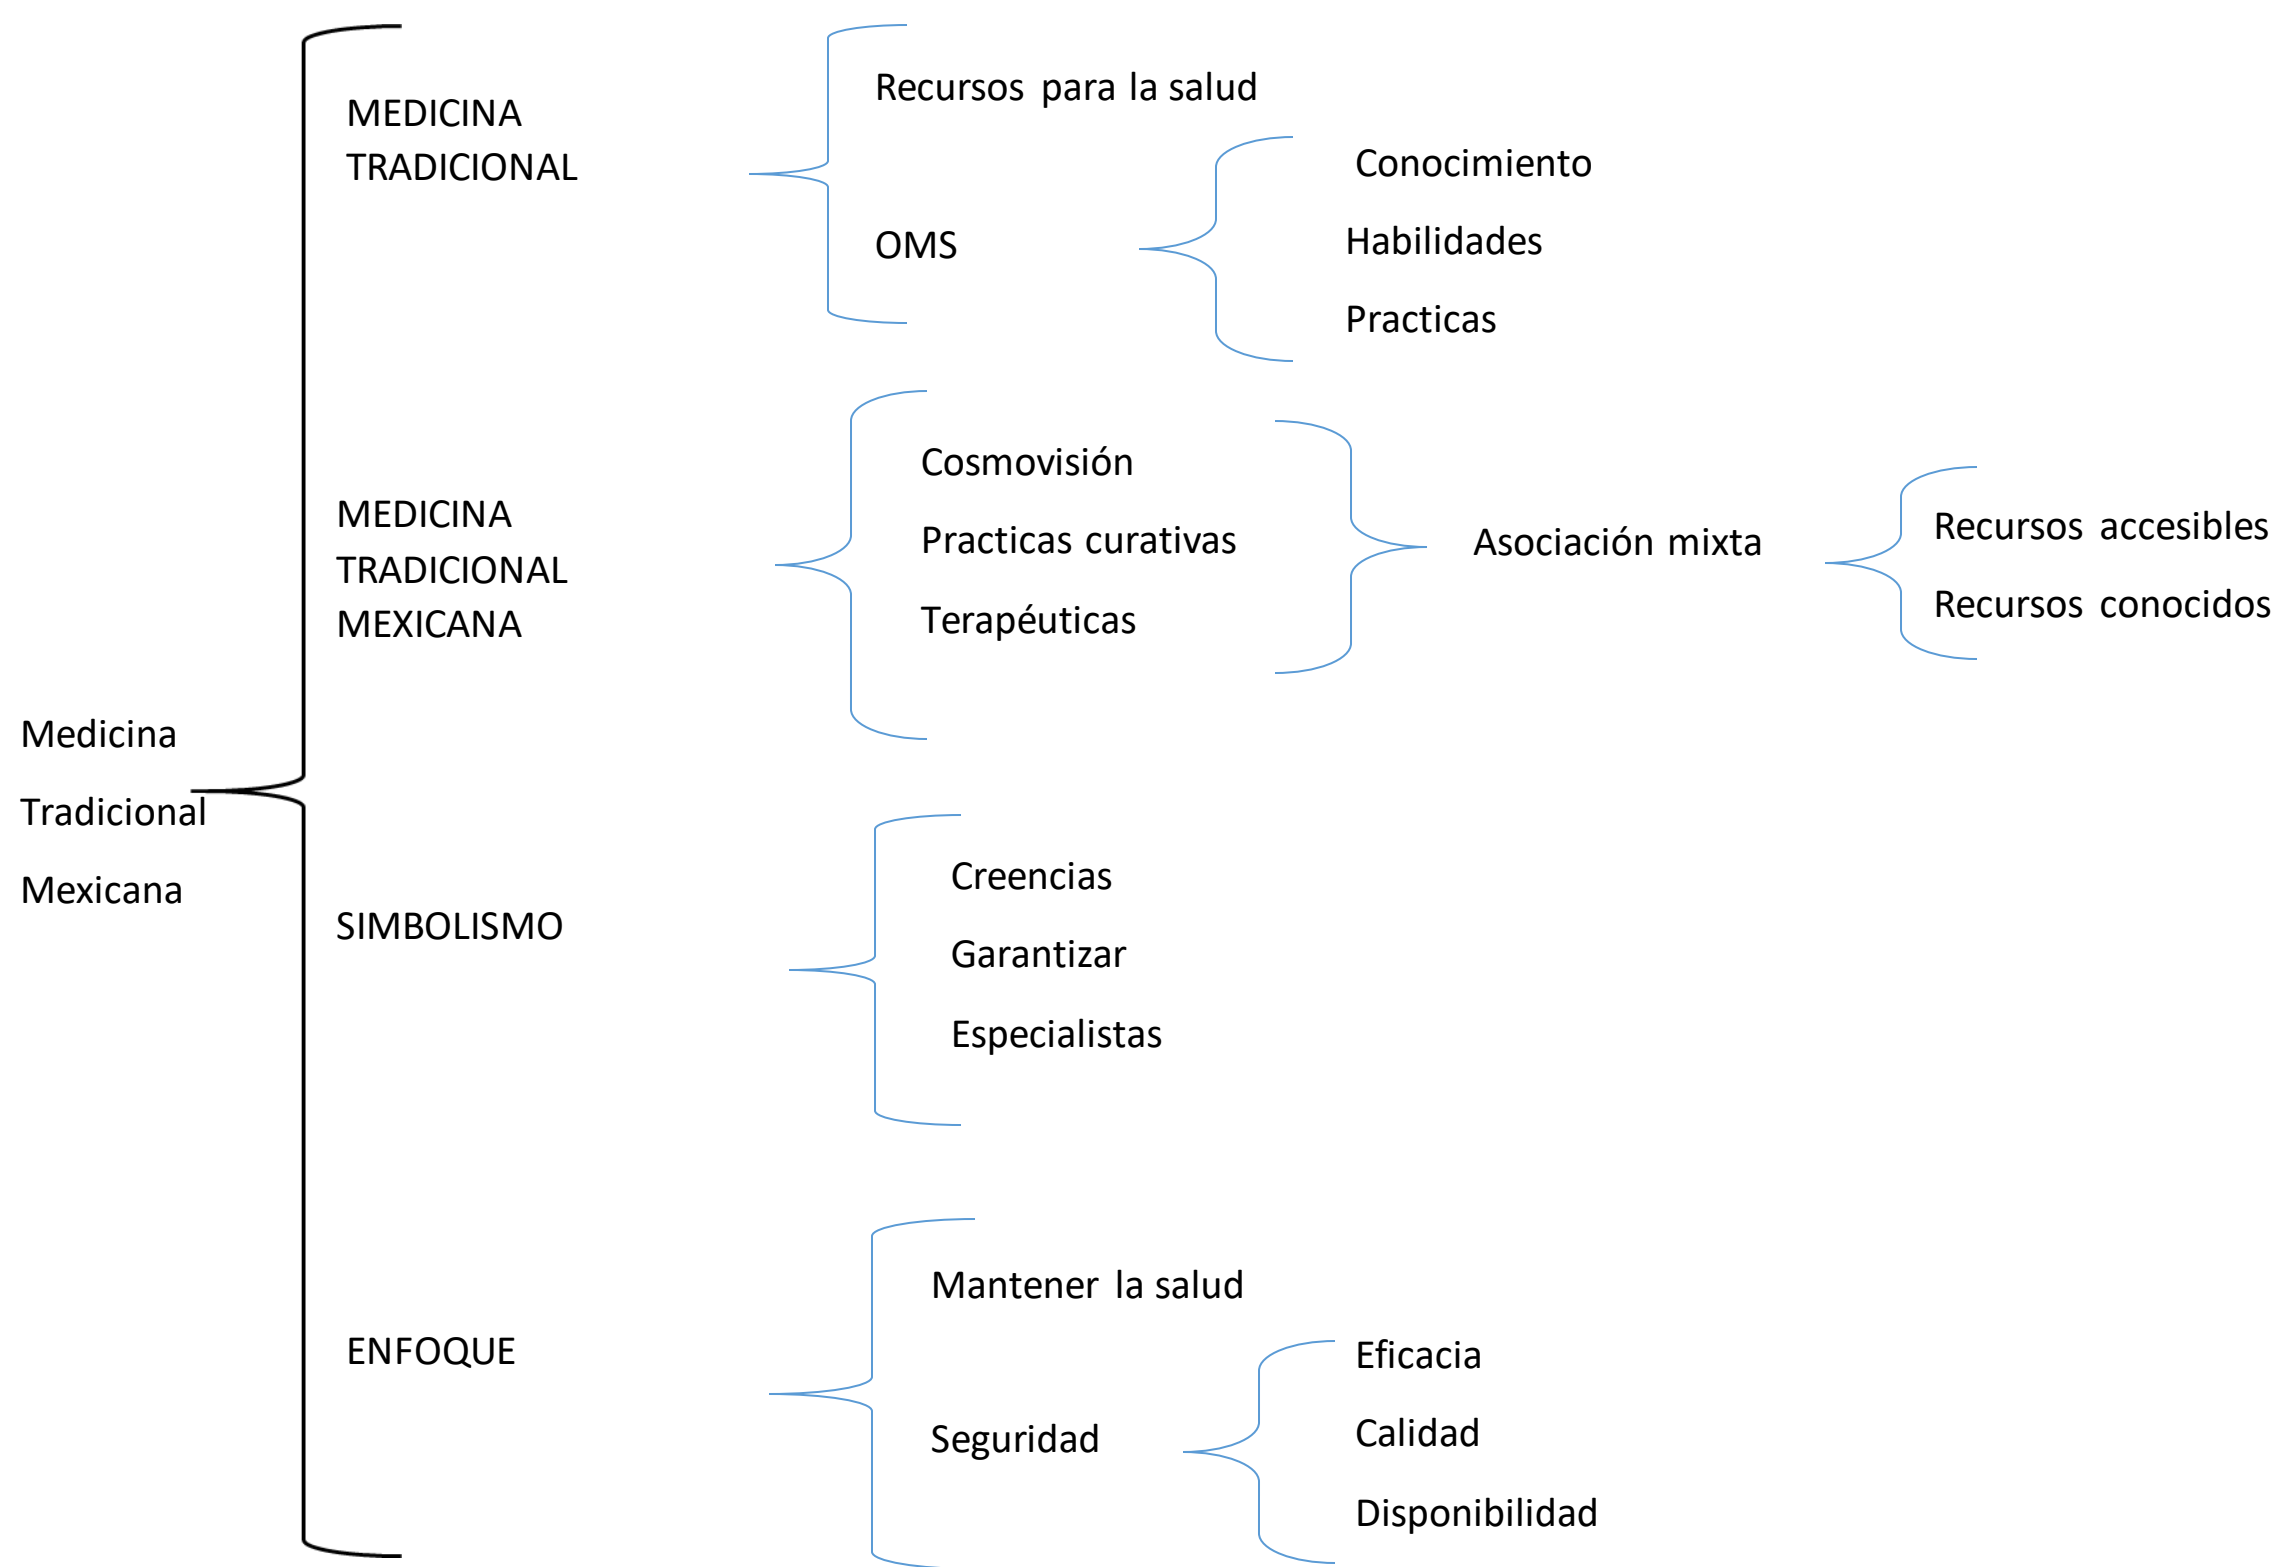 Medicina
Tradicional
Mexicana
MEDICINA
TRADICIONAL
Recursos para la salud
OMS
Conocimiento
Habilidades
Practicas
MEDICINA
TRADICIONAL
MEXICANA
Cosmovisión
Practicas curativas
Terapéuticas
Asociación mixta
Recursos accesibles
Recursos conocidos
SIMBOLISMO
Creencias
Garantizar
Especialistas
ENFOQUE
Mantener la salud
Seguridad
Eficacia
Calidad
Disponibilidad